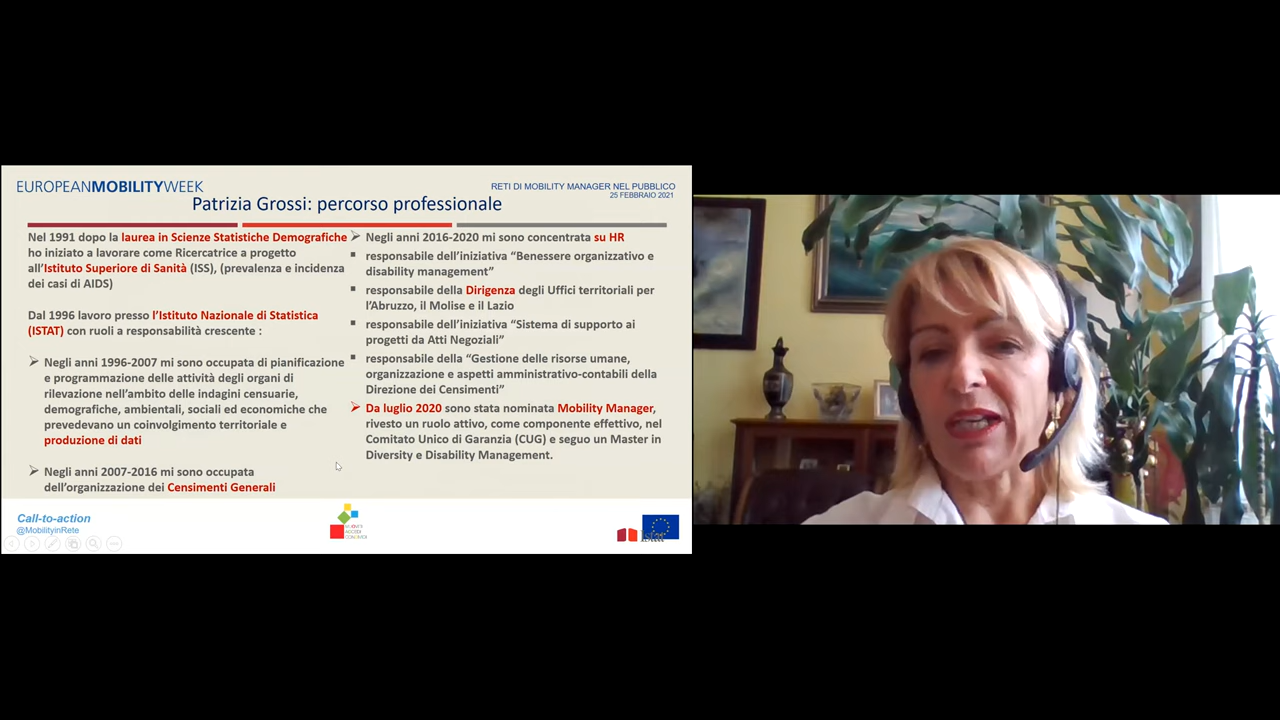 EUROPEANMOBILITYWEEK
RETI DI MOBILITY MANAGER NEL PUBBLICO
25 FEBBRAIO 2021
Patrizia Grossi: percorso professionale
Nel 1991 dopo la laurea in Scienze Statistiche Demografiche
ho iniziato a lavorare come Ricercatrice a progetto
all'Istituto Superiore di Sanità (ISS), (prevalenza e incidenza
dei casi di AIDS)
Dal 1996 lavoro presso l'Istituto Nazionale di Statistica
(ISTAT) con ruoli a responsabilità crescente :
Negli anni 1996-2007 mi sono occupata di pianificazione
e programmazione delle attività degli organi di
rilevazione nell'ambito delle indagini censuarie,
demografiche, ambientali, sociali ed economiche che
prevedevano un coinvolgimento territoriale e
produzione di dati
Negli anni 2007-2016 mi sono occupata
dell'organizzazione dei Censimenti Generali
Negli anni 2016-2020 mi sono concentrata su HR
responsabile dell'iniziativa “Benessere organizzativo e
disability management”
responsabile della Dirigenza degli Uffici territoriali per
l'Abruzzo, il Molise e il Lazio
responsabile dell'iniziativa “Sistema di supporto ai
progetti da Atti Negoziali”
responsabile della “Gestione delle risorse umane,
organizzazione e aspetti amministrativo-contabili della
Direzione dei Censimenti”
Da luglio 2020 sono stata nominata Mobility Manager,
rivesto un ruolo attivo, come componente effettivo, nel
Comitato Unico di Garanzia (CUG) e seguo un Master in
Diversity e Disability Management.
Call-to-action
@MobilityinRete